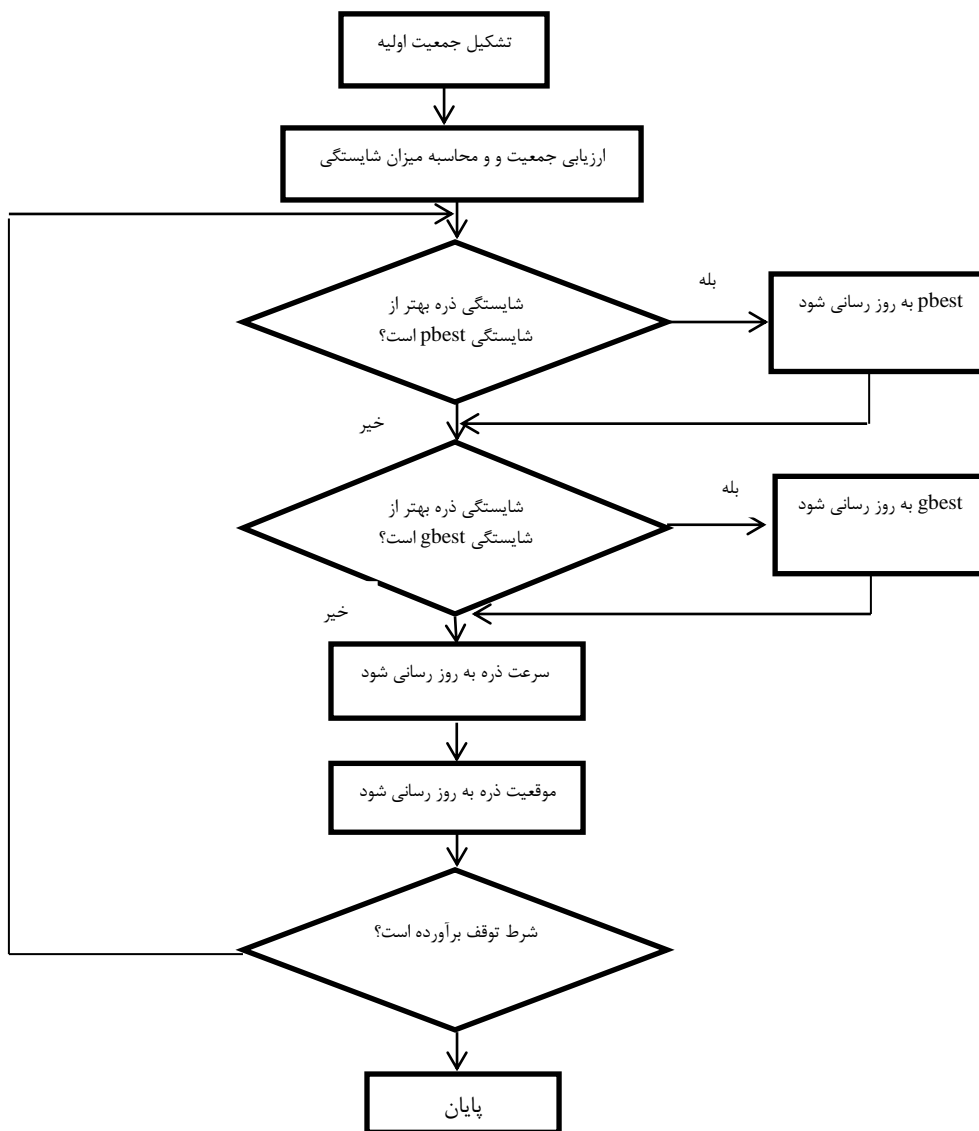 تشکیل جمعیت اولیه
ارزیابی جمعیت و و محاسبه میزان شایستگی
شایستگی ذره بهتر از
شایستگی pbest است؟
بله
pbest به روز رسانی شود
خیر
شایستگی ذره بهتر از
شایستگی gbest است؟
بله
gbest به روز رسانی شود
خیر
سرعت ذره به روز رسانی شود
موقعیت ذره به روز رسانی شود
شرط توقف برآورده است؟
پایان